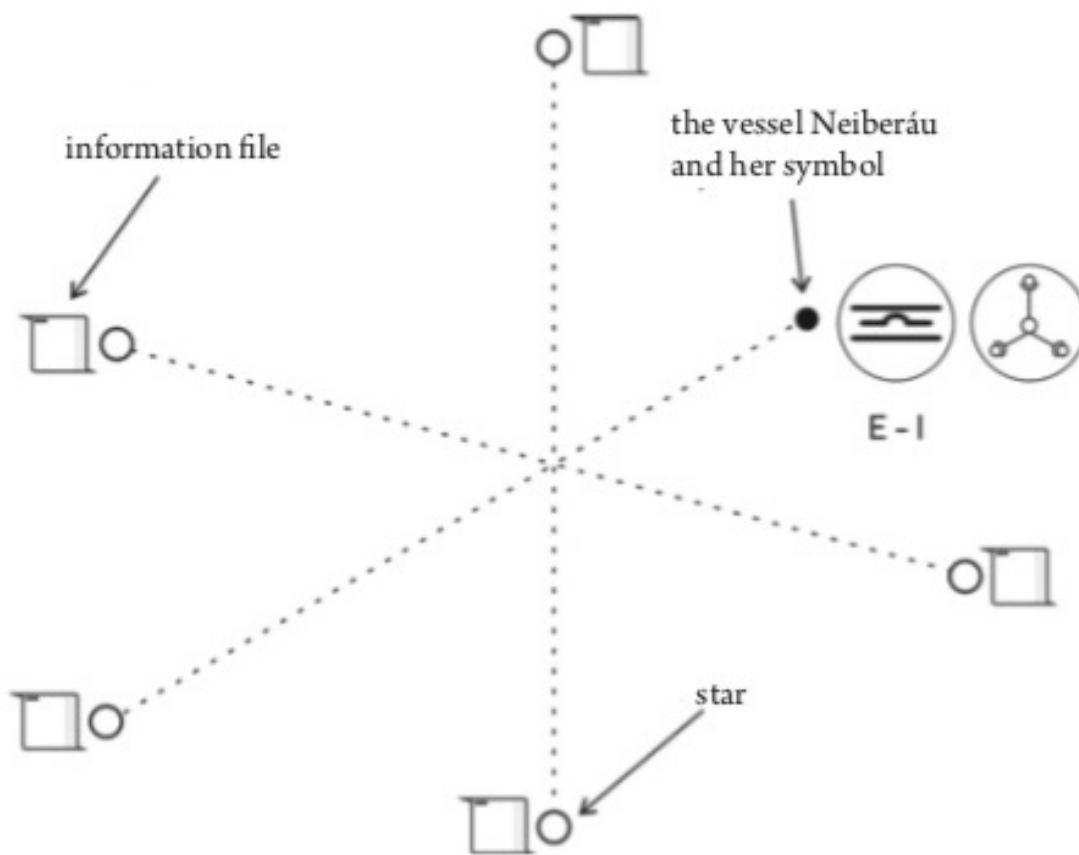 information file
the vessel Neiberáu
and her symbol
E - I
star